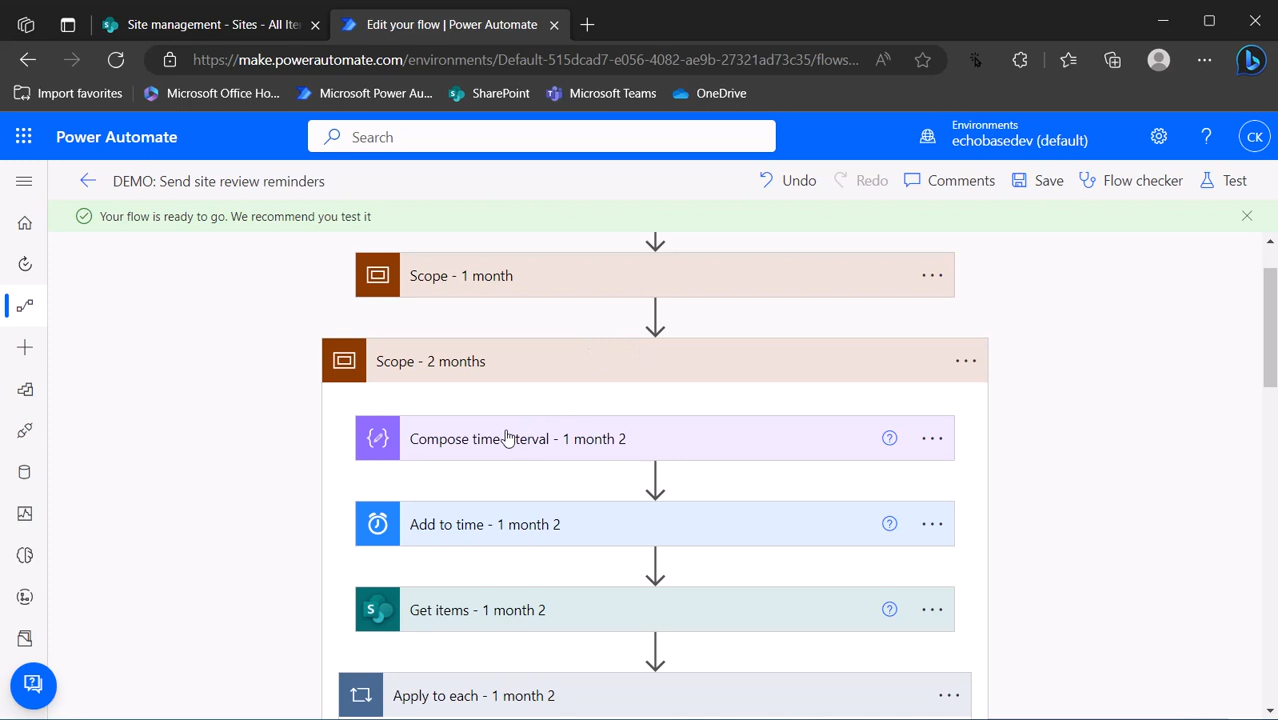 Site management - Sites - All Ite
Edit your flow | Power Automate
https://make.powerautomate.com/environments/Default-515dcad7-e056-4082-ae9b-27321ad73c35/flows...
Import favorites
Microsoft Office Ho...
Microsoft Power Au...
SharePoint
Microsoft Teams
OneDrive
Power Automate
Search
Environments
echobasedev (default)
CK
DEMO: Send site review reminders
Undo
Redo
Comments
Save
Flow checker
Test
Your flow is ready to go. We recommend you test it
Scope - 1 month
Scope - 2 months
Compose time interval - 1 month 2
Add to time - 1 month 2
Get items - 1 month 2
Apply to each - 1 month 2